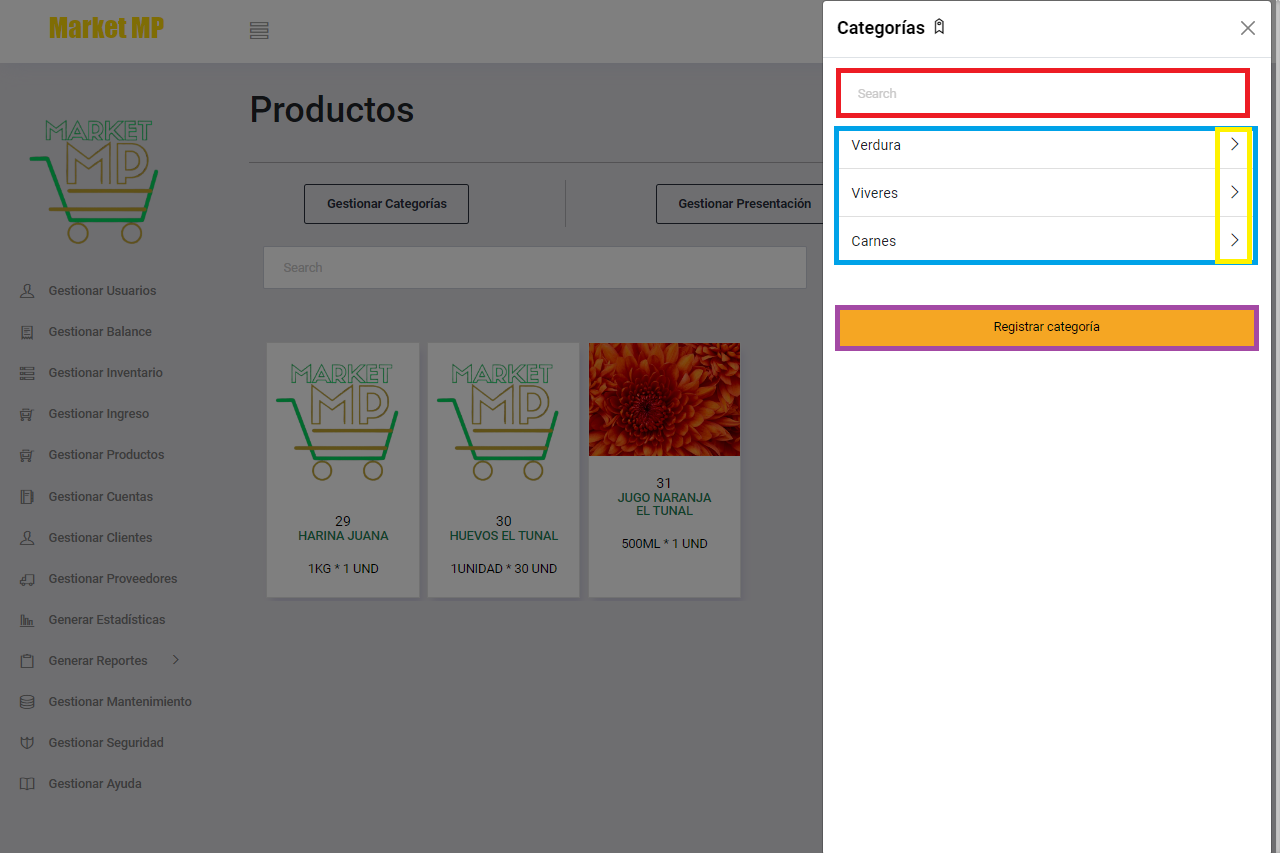 Market MP
Categorías
Search
Verdura
Viveres
Carnes
Registrar categoría
MARKET
MP
Gestionar Usuarios
Gestionar Balance
Gestionar Inventario
Gestionar Ingreso
Gestionar Productos
Gestionar Cuentas
Gestionar Clientes
Gestionar Proveedores
Generar Estadísticas
Generar Reportes
Gestionar Mantenimiento
Gestionar Seguridad
Gestionar Ayuda
Productos
Gestionar Categorías
Gestionar Presentación
Search
MARKET
MP
29
HARINA JUANA
1KG * 1 UND
MARKET
MP
30
HUEVOS EL TUNAL
1UNIDAD * 30 UND
31
JUGO NARANJA
EL TUNAL
500ML * 1 UND